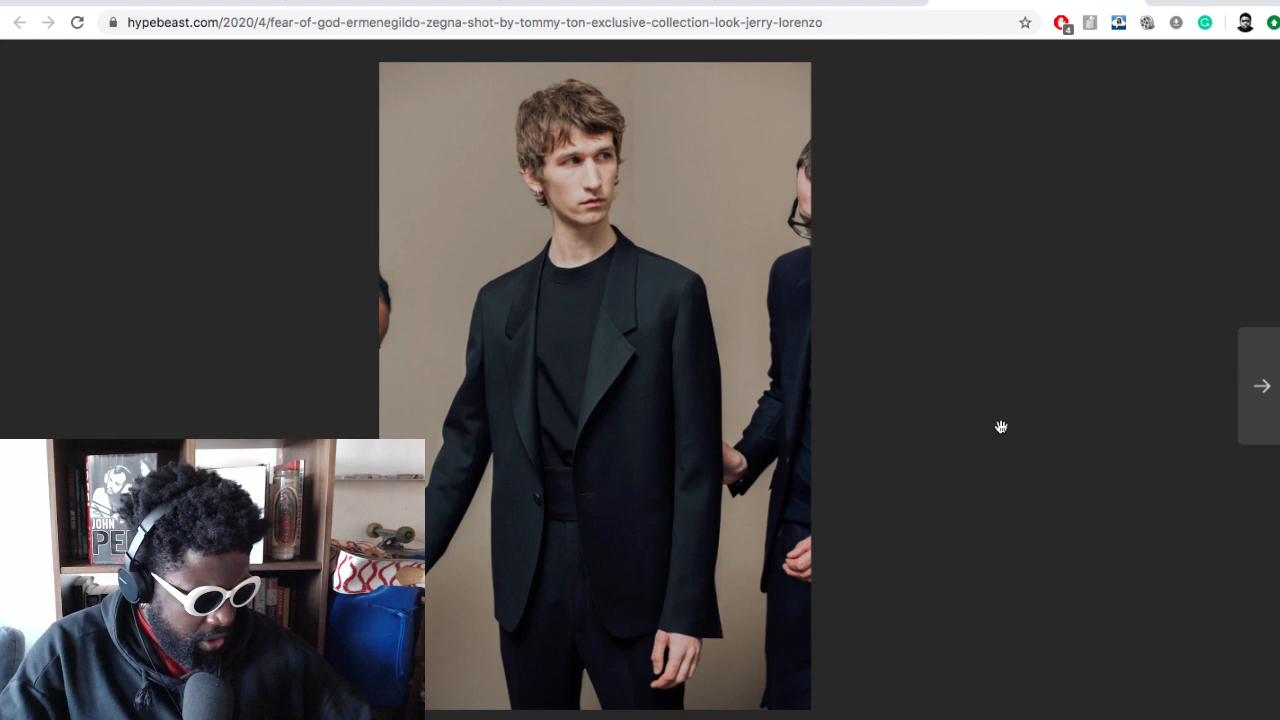 hypebeast.com/2020/4/fear-of-god-ermenegildo-zegna-shot-by-tommy-ton-exclusive-collection-look-jerry-lorenzo
4
JOHN
PE